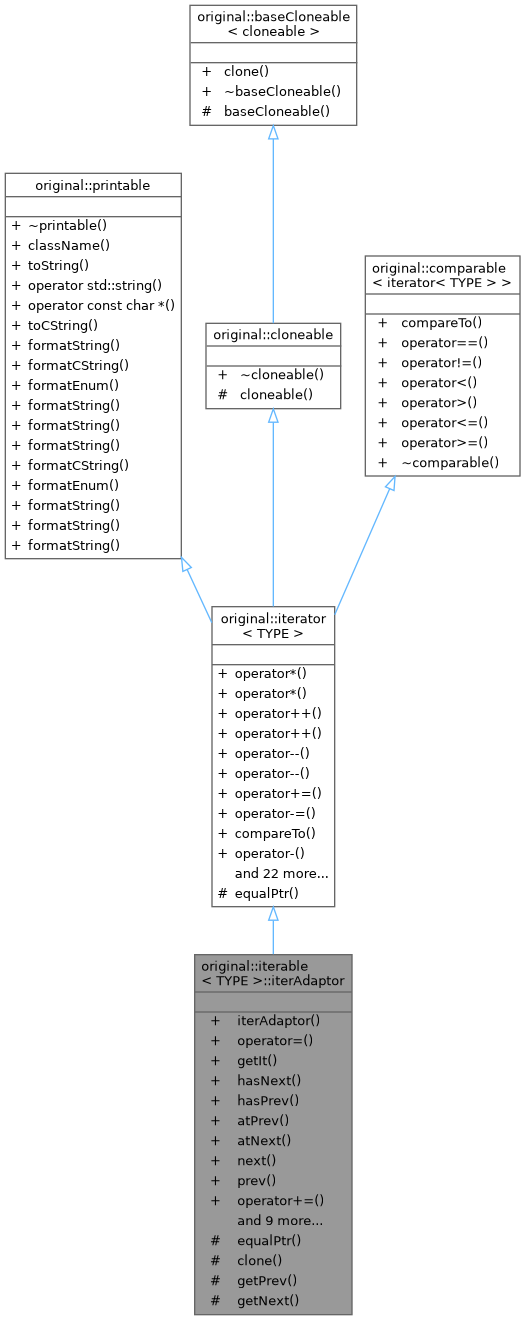 original::baseCloneable
< cloneable >
+ clone()
+ ~baseCloneable()
# baseCloneable()
original::printable
+ ~printable()
+ className()
+ toString()
+ operator std::string()
+ operator const char *()
+ toCString()
+ formatString()
+ formatCString()
+ formatEnum()
+ formatString()
+ formatString()
+ formatString()
+ formatCString()
+ formatEnum()
+ formatString()
+ formatString()
+ formatString()
original::cloneable
+ ~cloneable()
# cloneable()
original::comparable
< iterator< TYPE > >
+ compareTo()
+ operator==()
+ operator!=()
+ operator<()
+ operator>()
+ operator<=()
+ operator>=()
+ ~comparable()
original::iterator
< TYPE >
+ operator*()
+ operator*()
+ operator++()
+ operator++()
+ operator--()
+ operator--()
+ operator+=()
+ operator-=()
+ compareTo()
+ operator-()
and 22 more...
# equalPtr()
original::iterable
< TYPE >::iterAdaptor
+ iterAdaptor()
+ operator=()
+ getIt()
+ hasNext()
+ hasPrev()
+ atPrev()
+ atNext()
+ next()
+ prev()
+ operator+=()
and 9 more...
# equalPtr()
# clone()
# getPrev()
# getNext()